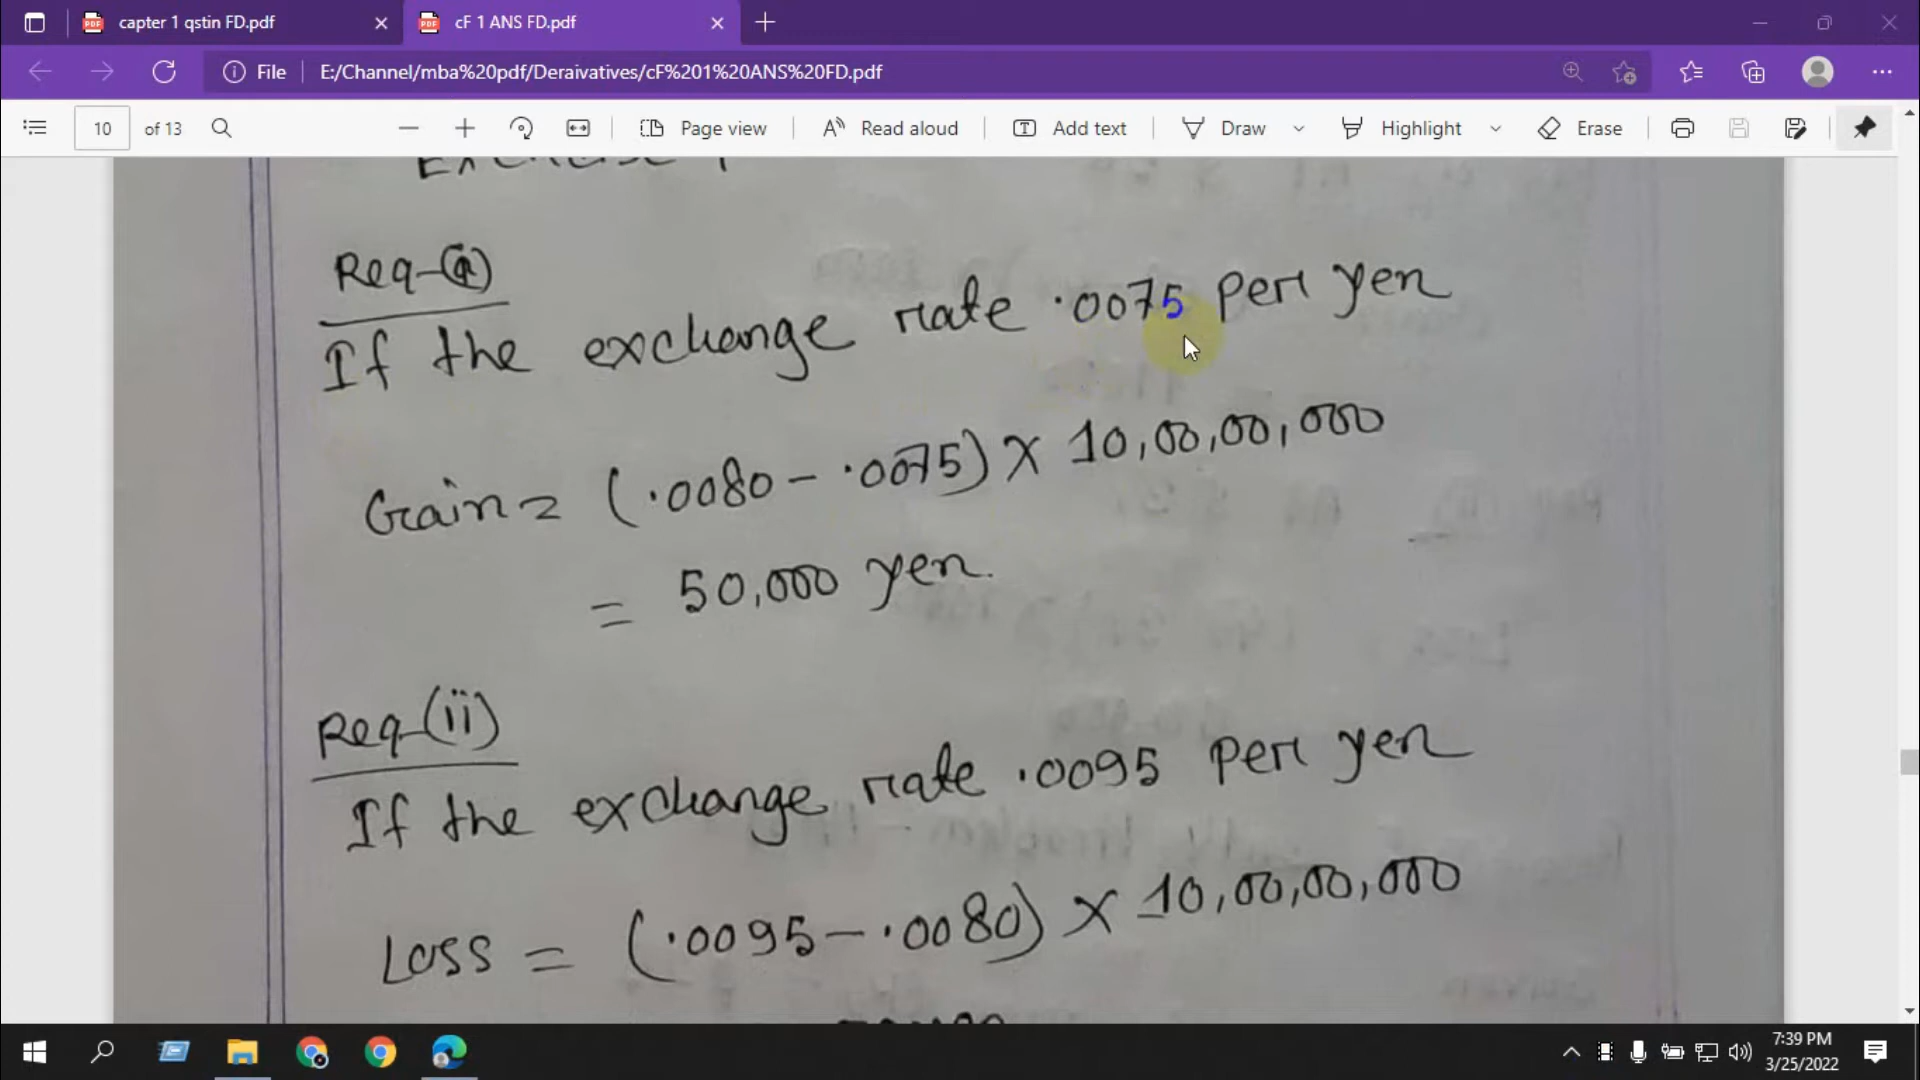 capter 1 qstin FD.pdf
cF 1 ANS FD.pdf
File
E:/Channel/mba%20pdf/Deraivatives/cF%201%20ANS%20FD.pdf
10 of 13
Page view
Read aloud
Add text
Draw
Highlight
Erase
Req-(i)
If the exchange rate .0075 per yen
Gain = (.0080 - .0075) X 10,00,00,000
= 50,000 yen.
Req-(ii)
If the exchange rate .0095 per yen
Loss = (.0095 - .0080) X 10,00,00,000
7:39 PM
3/25/2022